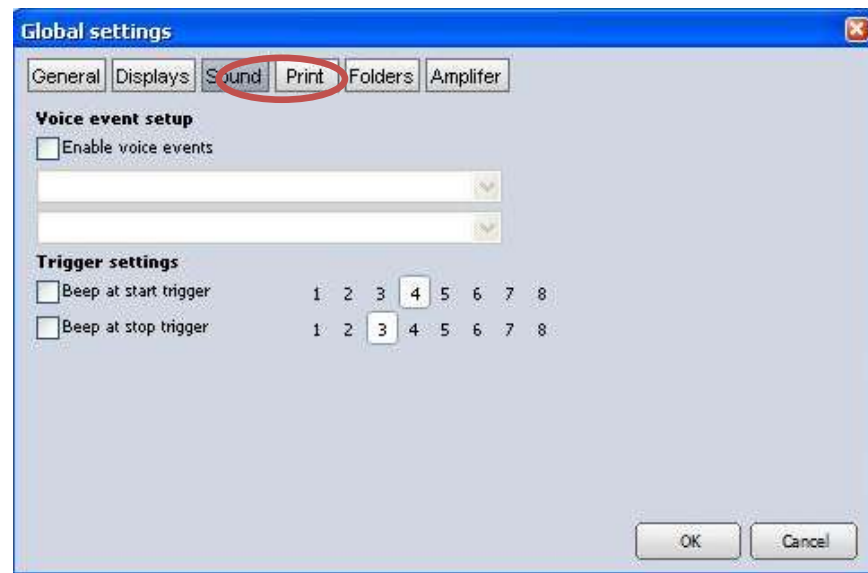 Global settings
General Displays Sound Print Folders Amplifer
Voice event setup
Enable voice events
Trigger settings
Beep at start trigger 1 2 3 4 5 6 7 8
Beep at stop trigger 1 2 3 4 5 6 7 8
OK Cancel